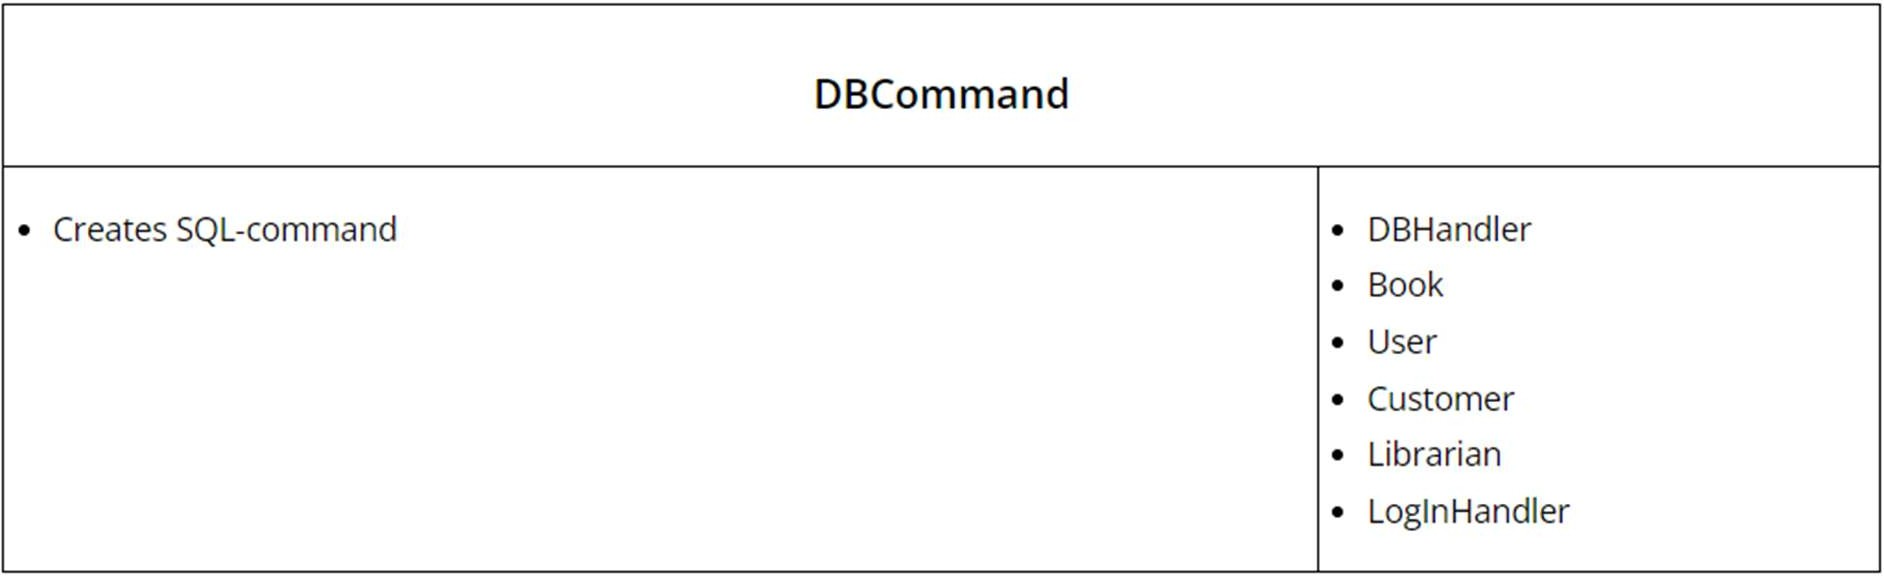 DBCommand
• Creates SQL-command
• DBHandler
• Book
• User
• Customer
• Librarian
• LogInHandler